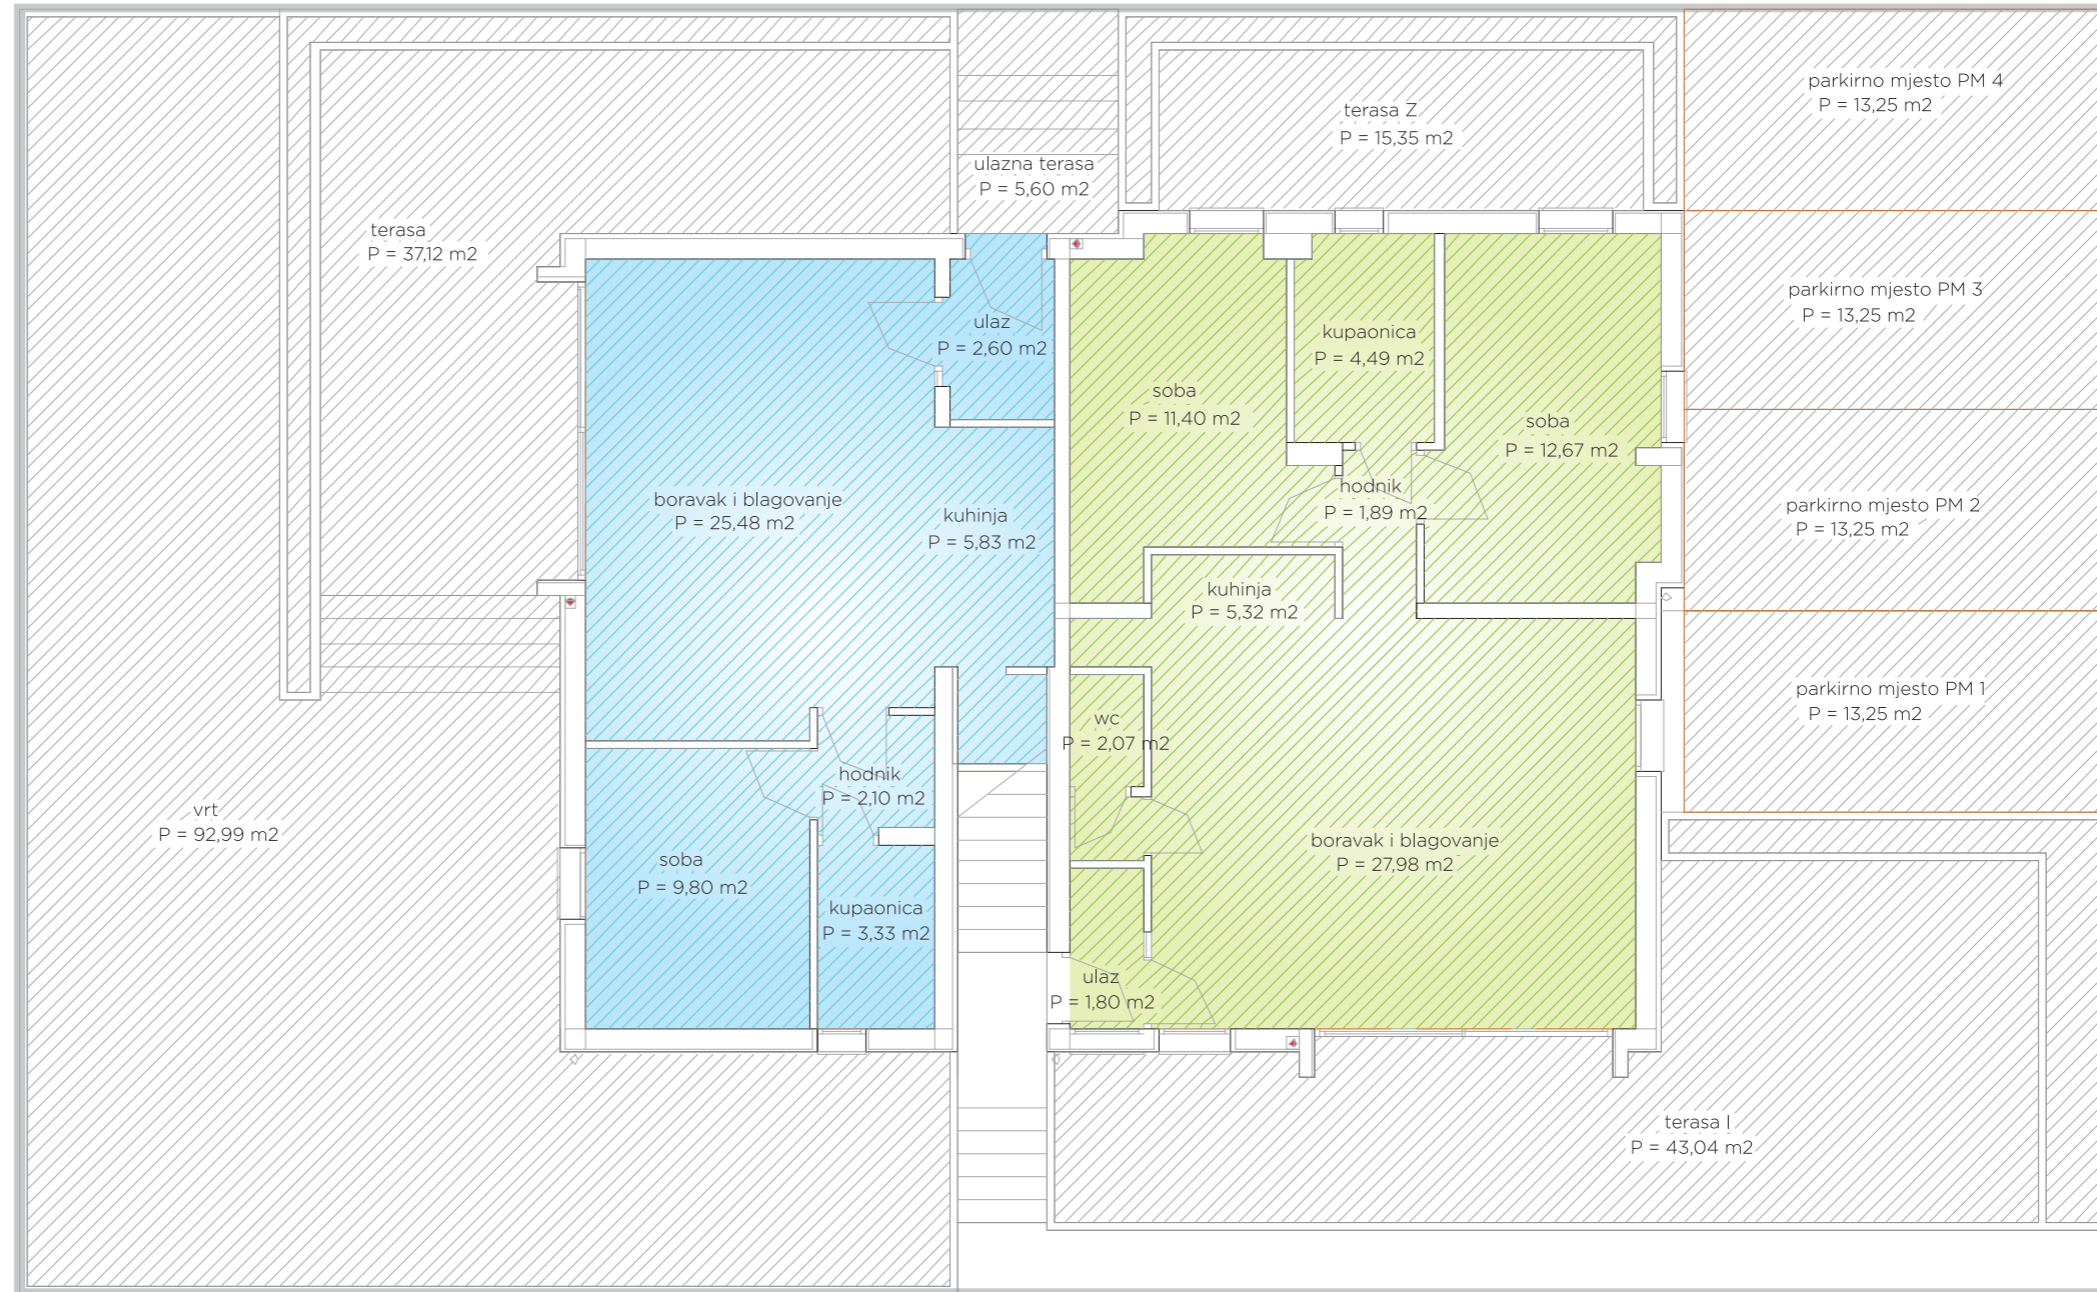 parkirno mjesto PM 4
P = 13,25 m2
terasa Z
P = 15,35 m2
ulazna terasa
P = 5,60 m2
terasa
P = 37,12 m2
parkirno mjesto PM 3
P = 13,25 m2
ulaz
P = 2,60 m2
kupaonica
P = 4,49 m2
soba
P = 11,40 m2
soba
P = 12,67 m2
boravak i blagovanje
P = 25,48 m2
kuhinja
P = 5,83 m2
hodnik
P = 1,89 m2
parkirno mjesto PM 2
P = 13,25 m2
kuhinja
P = 5,32 m2
parkirno mjesto PM 1
P = 13,25 m2
wc
P = 2,07 m2
hodnik
P = 2,10 m2
vrt
P = 92,99 m2
boravak i blagovanje
P = 27,98 m2
soba
P = 9,80 m2
kupaonica
P = 3,33 m2
ulaz
P = 1,80 m2
terasa I
P = 43,04 m2